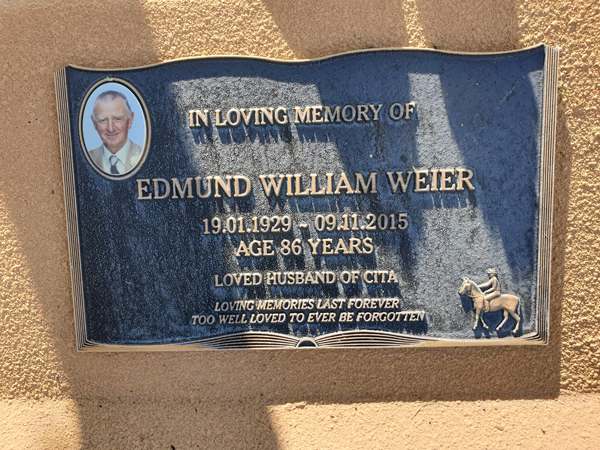 IN LOVING MEMORY OF
EDMUND WILLIAM WEIER
19.01.1929 ~ 09.11.2015
AGE 86 YEARS
LOVED HUSBAND OF CITA
LOVING MEMORIES LAST FOREVER
TOO WELL LOVED TO EVER BE FORGOTTEN